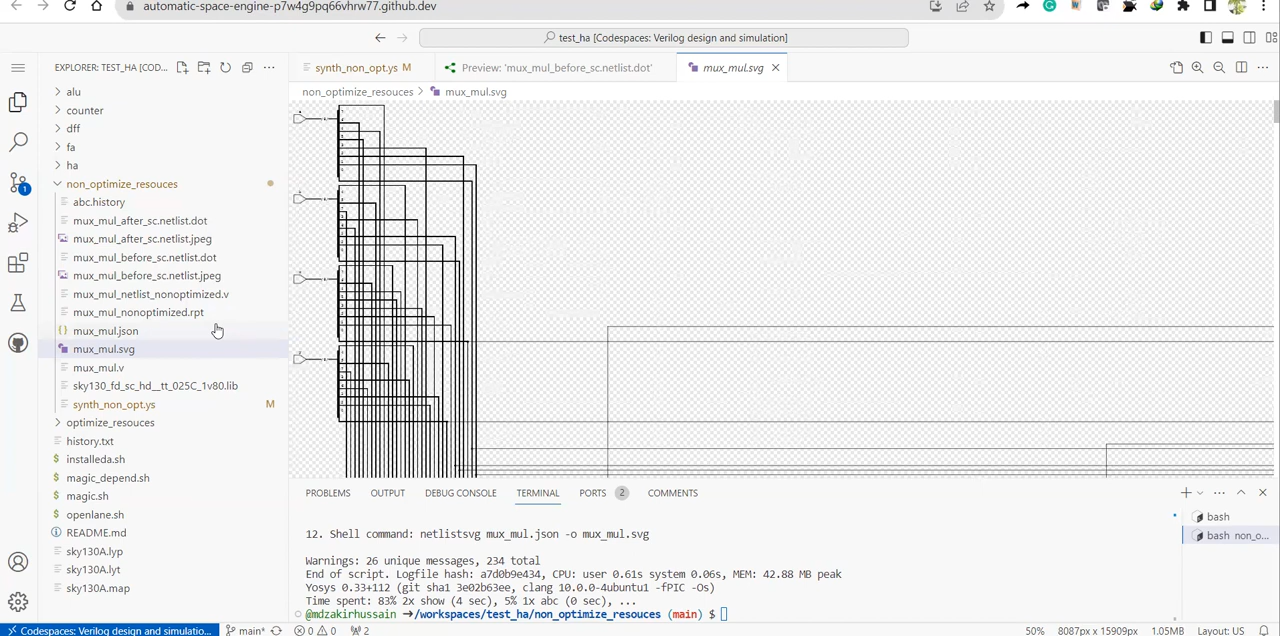 automatic-space-engine-p7w4g9pq66vhrw77.github.dev
test_ha [Codespaces: Verilog design and simulation]
EXPLORER: TEST_HA [COD...
synth_non_opt.ys M
Preview: 'mux_mul_before_sc.netlist.dot'
mux_mul.svg
non_optimize_resouces > mux_mul.svg
alu
counter
dff
fa
ha
non_optimize_resouces
abc.history
mux_mul_after_sc.netlist.dot
mux_mul_after_sc.netlist.jpeg
mux_mul_before_sc.netlist.dot
mux_mul_before_sc.netlist.jpeg
mux_mul_netlist_nonoptimized.v
mux_mul_nonoptimized.rpt
mux_mul.json
mux_mul.svg
mux_mul.v
sky130_fd_sc_hd__tt_025C_1v80.lib
synth_non_opt.ys M
optimize_resouces
history.txt
installeda.sh
magic_depend.sh
magic.sh
openlane.sh
README.md
sky130A.lyp
sky130A.lyt
sky130A.map
1
PROBLEMS OUTPUT DEBUG CONSOLE TERMINAL PORTS 2 COMMENTS
12. Shell command: netlistsvg mux_mul.json -o mux_mul.svg
Warnings: 26 unique messages, 234 total
End of script. Logfile hash: a7d0b9e434, CPU: user 0.61s system 0.06s, MEM: 42.88 MB peak
Yosys 0.33+112 (git sha1 3e02b63ee, clang 10.0.0-4ubuntu1 -fPIC -Os)
Time spent: 83% 2x show (4 sec), 5% 1x abc (0 sec), ...
@mdzakirhussain →/workspaces/test_ha/non_optimize_resouces (main) $
bash
bash non_o...
Codespaces: Verilog design and simulatio... main* 0 0 2 50% 8087px x 15909px 1.05MB Layout: US